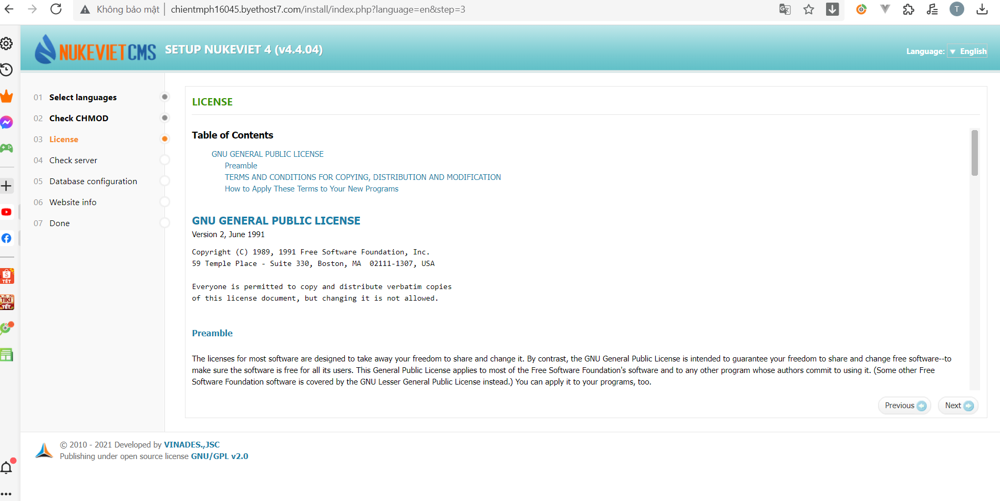 Không bảo mật
chientmph16045.byethost7.com/install/index.php?language=en&step=3
T
NUKEVIETCMS
SETUP NUKEVIET 4 (v4.4.04)
Language: English
01 Select languages
02 Check CHMOD
03 License
04 Check server
05 Database configuration
06 Website info
07 Done
S
TẾT
TIKI
TẾT
LICENSE
Table of Contents
GNU GENERAL PUBLIC LICENSE
Preamble
TERMS AND CONDITIONS FOR COPYING, DISTRIBUTION AND MODIFICATION
How to Apply These Terms to Your New Programs
GNU GENERAL PUBLIC LICENSE
Version 2, June 1991
Copyright (C) 1989, 1991 Free Software Foundation, Inc.
59 Temple Place - Suite 330, Boston, MA  02111-1307, USA
Everyone is permitted to copy and distribute verbatim copies
of this license document, but changing it is not allowed.
Preamble
The licenses for most software are designed to take away your freedom to share and change it. By contrast, the GNU General Public License is intended to guarantee your freedom to share and change free software--to
make sure the software is free for all its users. This General Public License applies to most of the Free Software Foundation's software and to any other program whose authors commit to using it. (Some other Free
Software Foundation software is covered by the GNU Lesser General Public License instead.) You can apply it to your programs, too.
Previous
Next
© 2010 - 2021 Developed by VINADES.,JSC
Publishing under open source license GNU/GPL v2.0